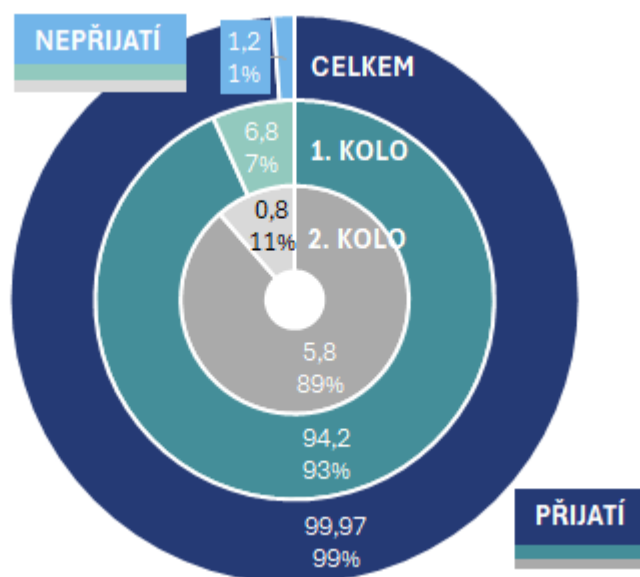 NEPŘIJATÍ
1,2
1%
CELKEM
6,8
7%
1. KOLO
0,8
11%
2. KOLO
5,8
89%
94,2
93%
99,97
99%
PŘIJATÍ